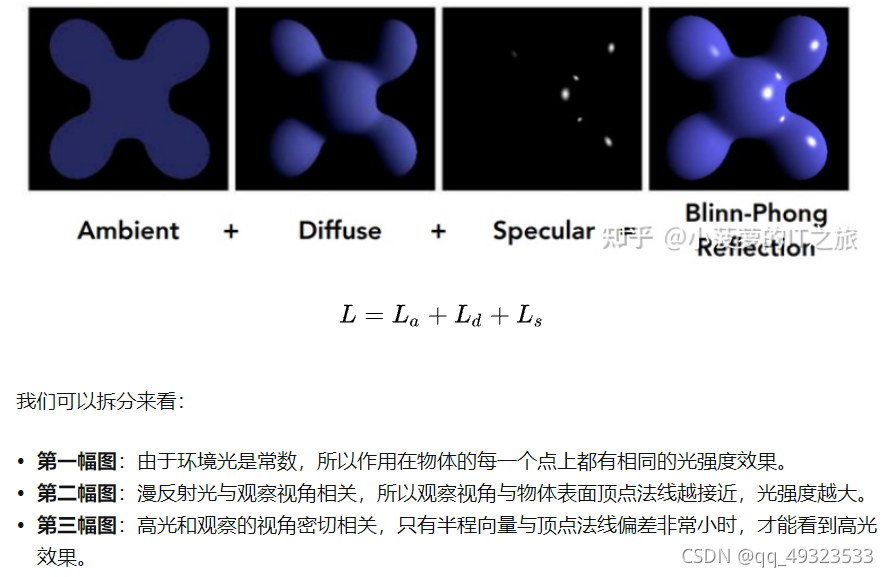 Ambient + Diffuse + Specular = Blinn-Phong Reflection
知乎 @小菠萝的IT之旅
L = Lₐ + L_d + Lₛ
我们可以拆分来看：
• 第一幅图：由于环境光是常数，所以作用在物体的每一个点上都有相同的光强度效果。
• 第二幅图：漫反射光与观察视角相关，所以观察视角与物体表面顶点法线越接近，光强度越大。
• 第三幅图：高光和观察的视角密切相关，只有半程向量与顶点法线偏差非常小时，才能看到高光
效果。
CSDN @qq_49323533